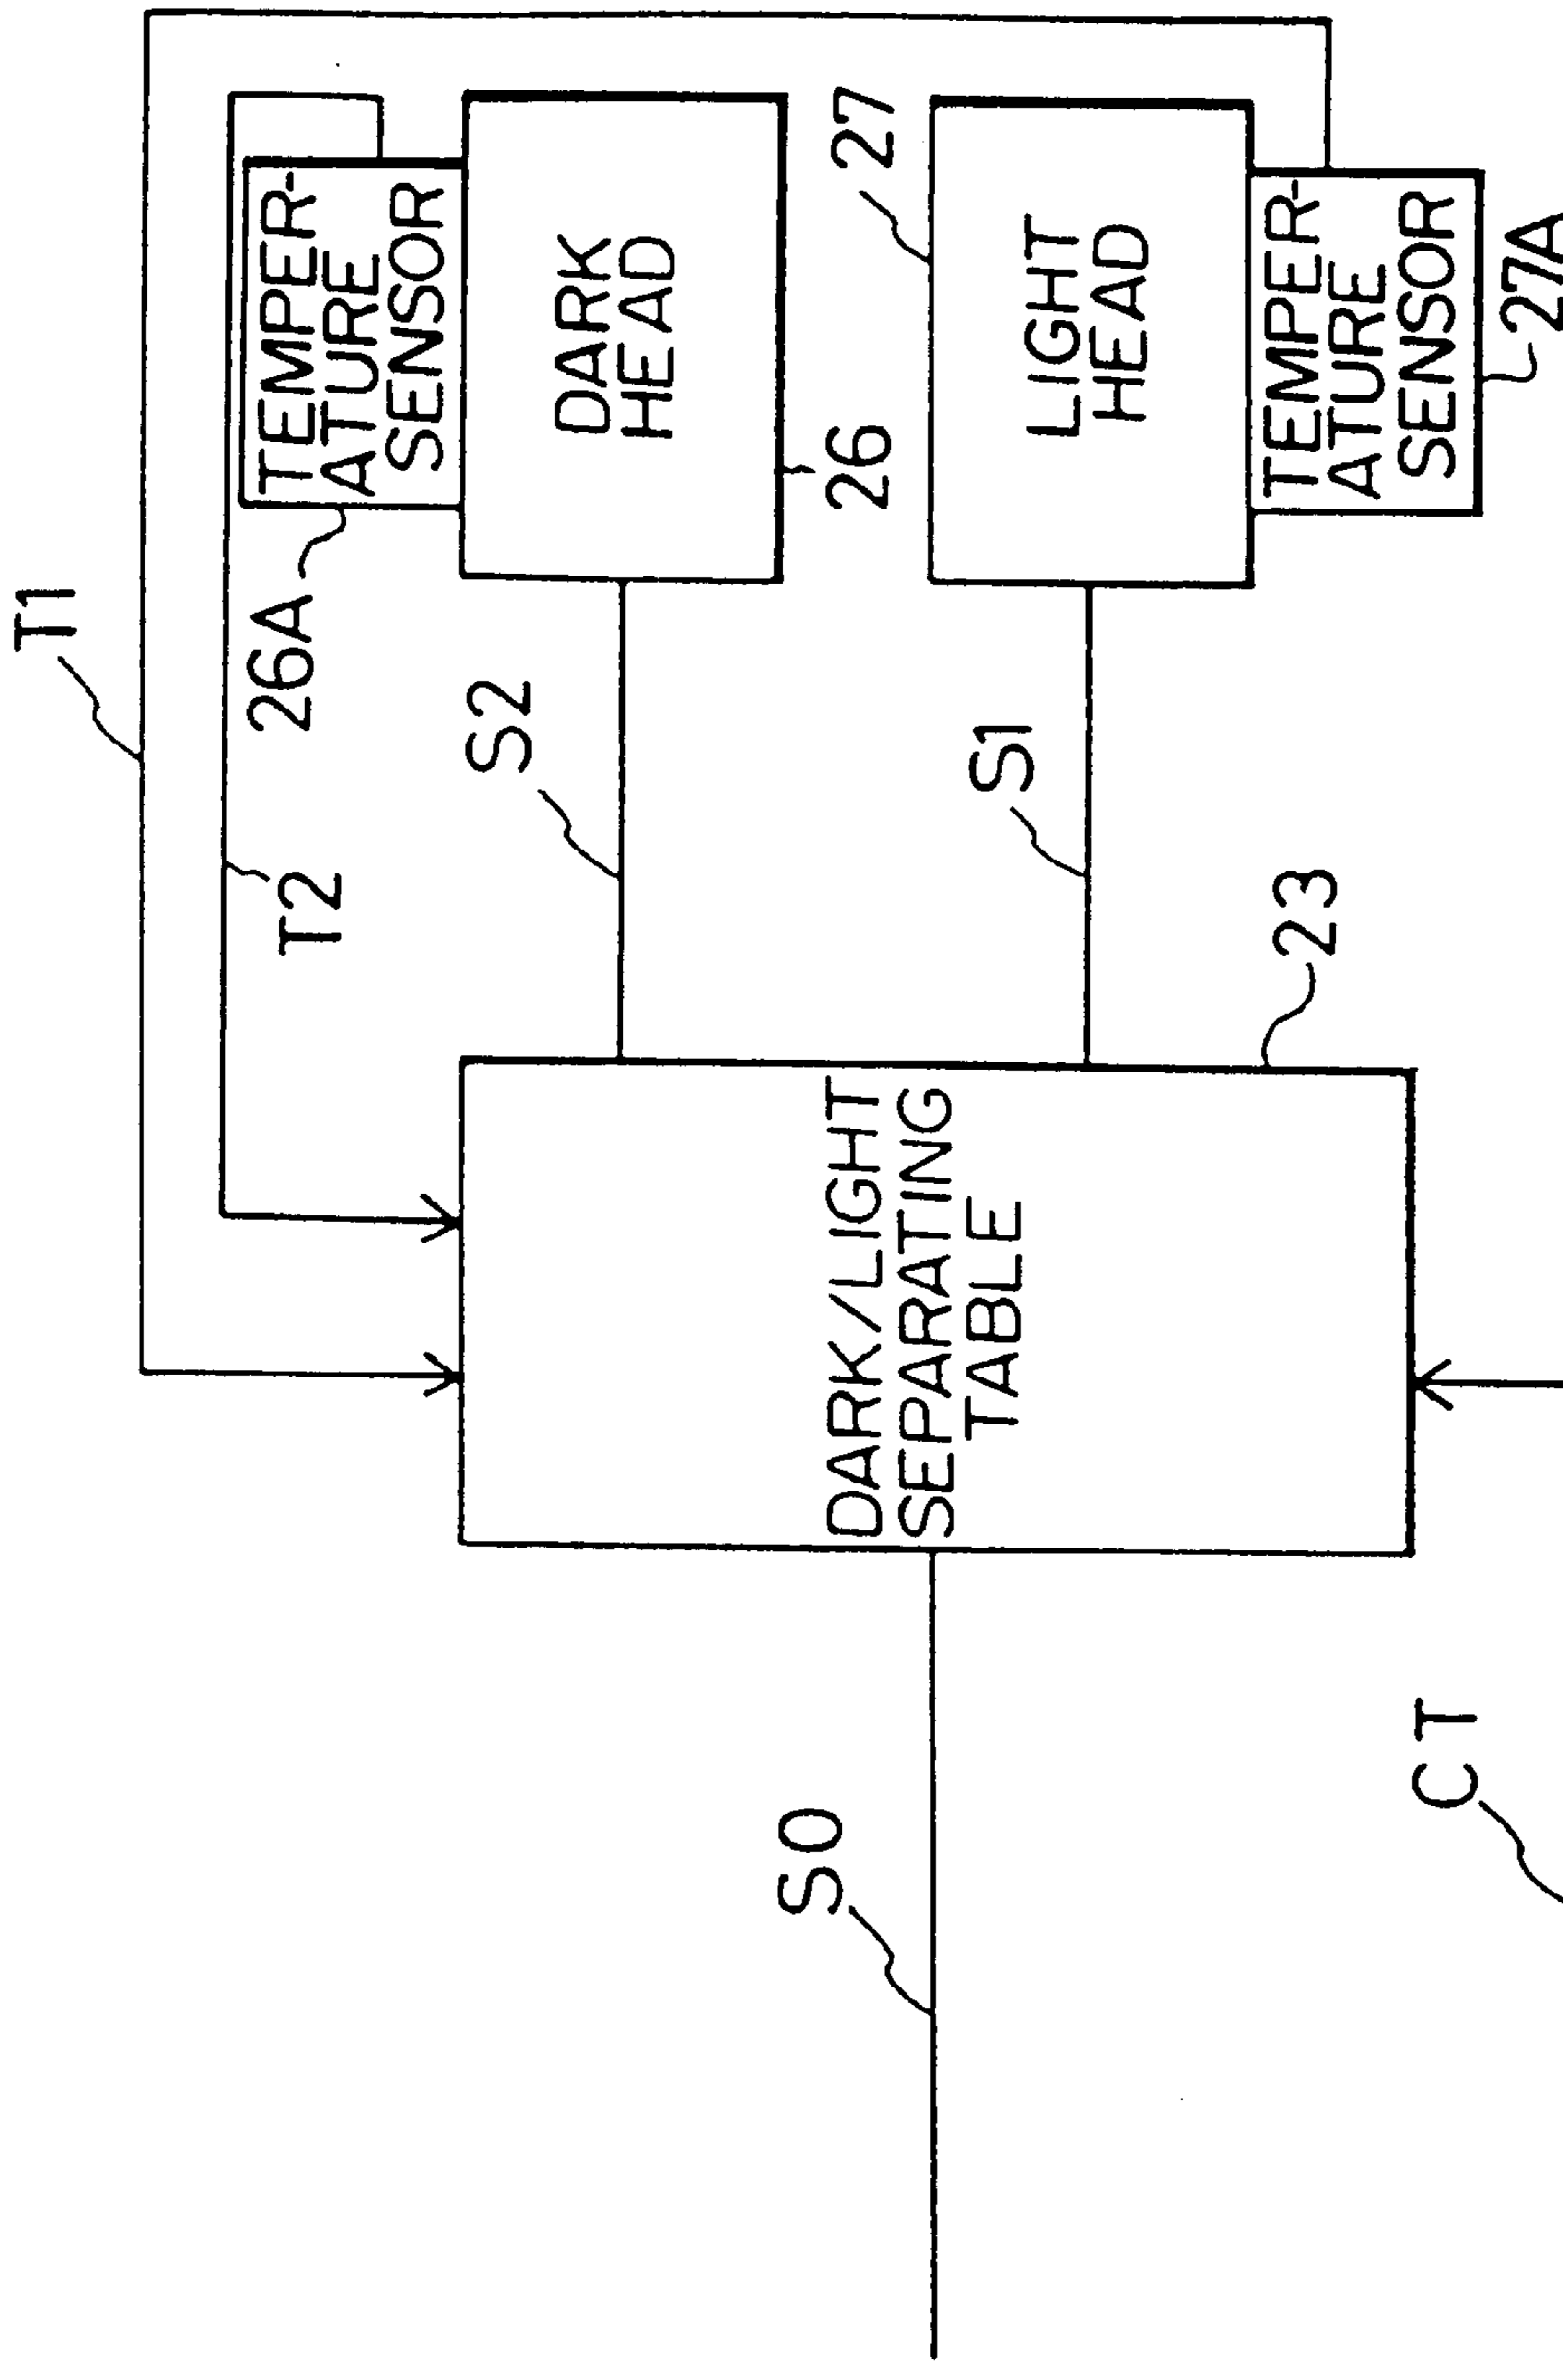 T1
T2
TEMPER-
ATURE
SENSOR
26A
DARK
HEAD
26
S2
S0
DARK/LIGHT
SEPARATING
TABLE
23
S1
27
LIGHT
HEAD
TEMPER-
ATURE
SENSOR
27A
CT